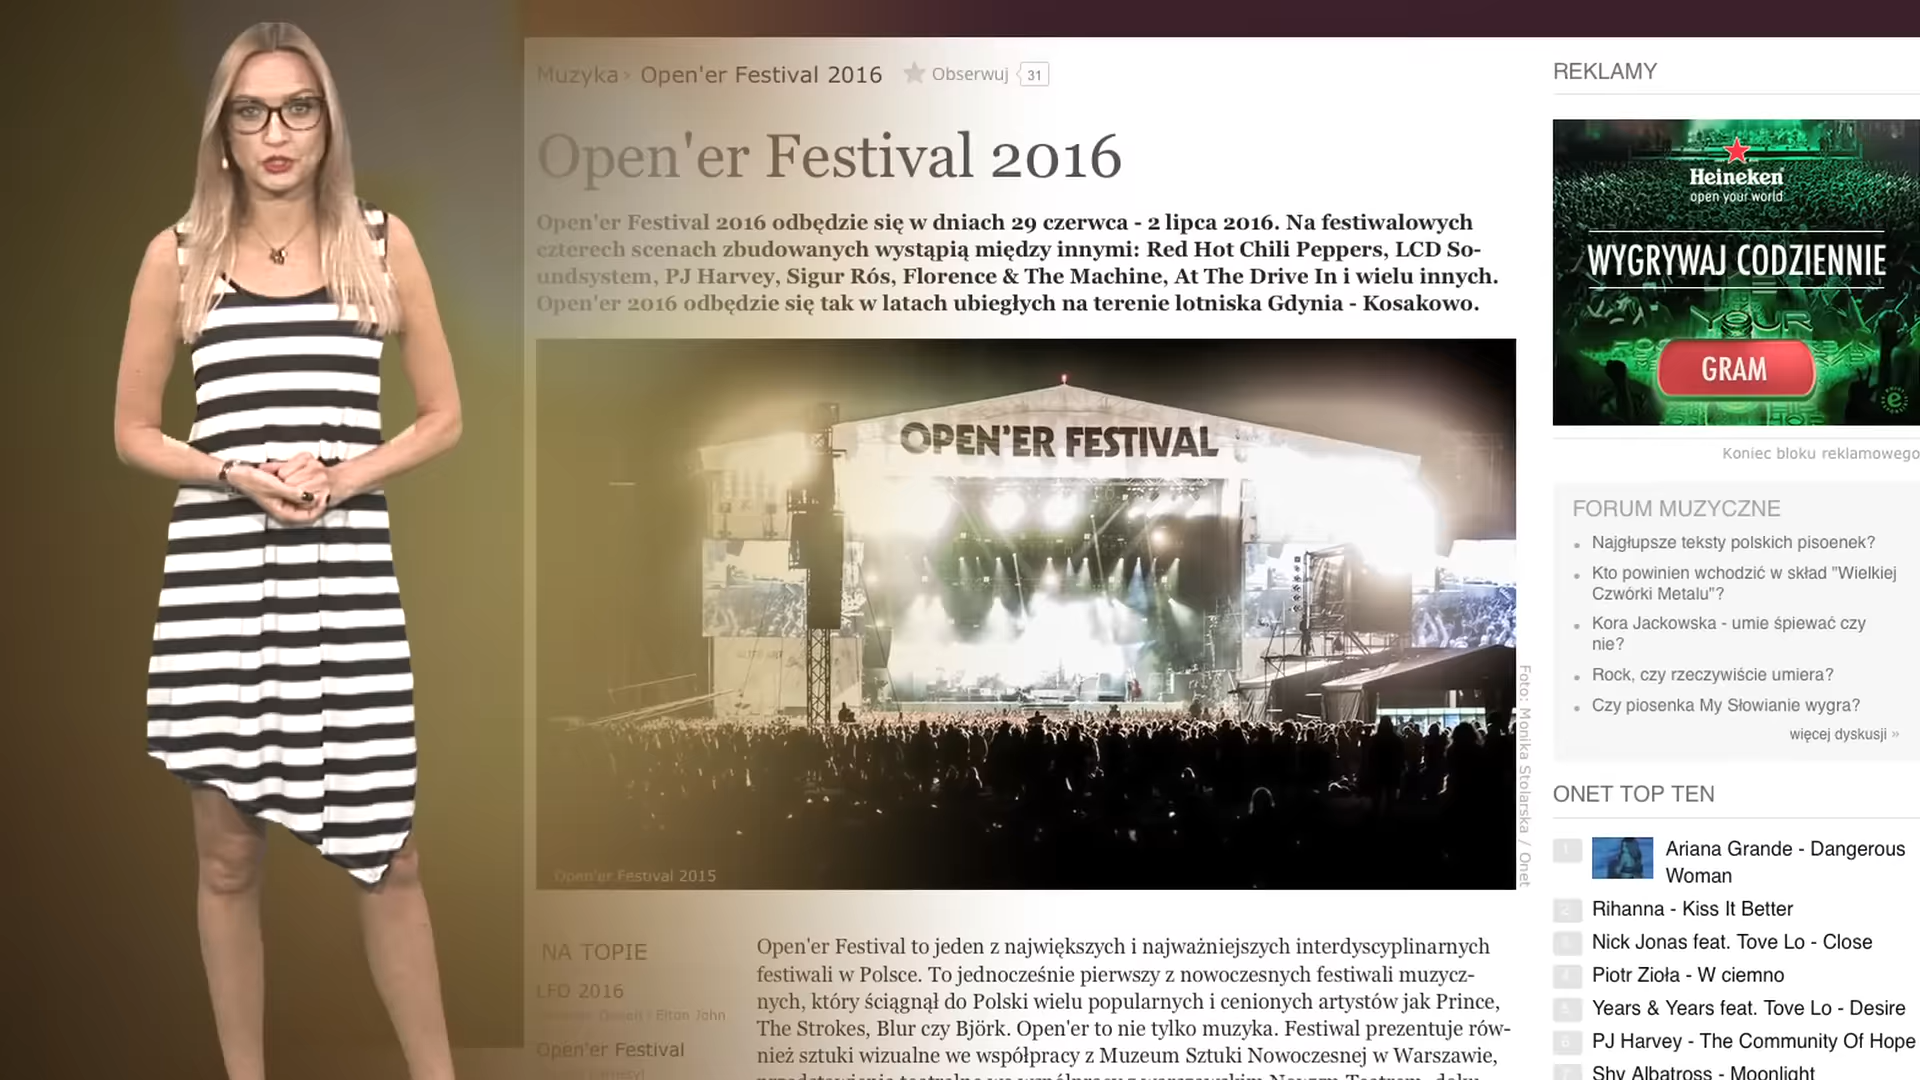 Muzyka › Open'er Festival 2016 Obserwuj 31
Open'er Festival 2016
Open'er Festival 2016 odbędzie się w dniach 29 czerwca - 2 lipca 2016. Na festiwalowych
czterech scenach zbudowanych wystąpią między innymi: Red Hot Chili Peppers, LCD So-
undsystem, PJ Harvey, Sigur Rós, Florence & The Machine, At The Drive In i wielu innych.
Open'er 2016 odbędzie się tak w latach ubiegłych na terenie lotniska Gdynia - Kosakowo.
OPEN'ER FESTIVAL
Open'er Festival 2015
Foto: Monika Stolarska / Onet
NA TOPIE
LFO 2016
Queen i Elton John
Open'er Festival
Open'er Festival to jeden z największych i najważniejszych interdyscyplinarnych
festiwali w Polsce. To jednocześnie pierwszy z nowoczesnych festiwali muzycz-
nych, który ściągnął do Polski wielu popularnych i cenionych artystów jak Prince,
The Strokes, Blur czy Björk. Open'er to nie tylko muzyka. Festiwal prezentuje rów-
nież sztuki wizualne we współpracy z Muzeum Sztuki Nowoczesnej w Warszawie,
REKLAMY
Heineken
open your world
WYGRYWAJ CODZIENNIE
YOUR
GRAM
Koniec bloku reklamowego
FORUM MUZYCZNE
Najgłupsze teksty polskich pisoenek?
Kto powinien wchodzić w skład "Wielkiej
Czwórki Metalu"?
Kora Jackowska - umie śpiewać czy
nie?
Rock, czy rzeczywiście umiera?
Czy piosenka My Słowianie wygra?
więcej dyskusji »
ONET TOP TEN
1 Ariana Grande - Dangerous
Woman
2 Rihanna - Kiss It Better
3 Nick Jonas feat. Tove Lo - Close
4 Piotr Zioła - W ciemno
5 Years & Years feat. Tove Lo - Desire
6 PJ Harvey - The Community Of Hope
7 Shy Albatross - Moonlight